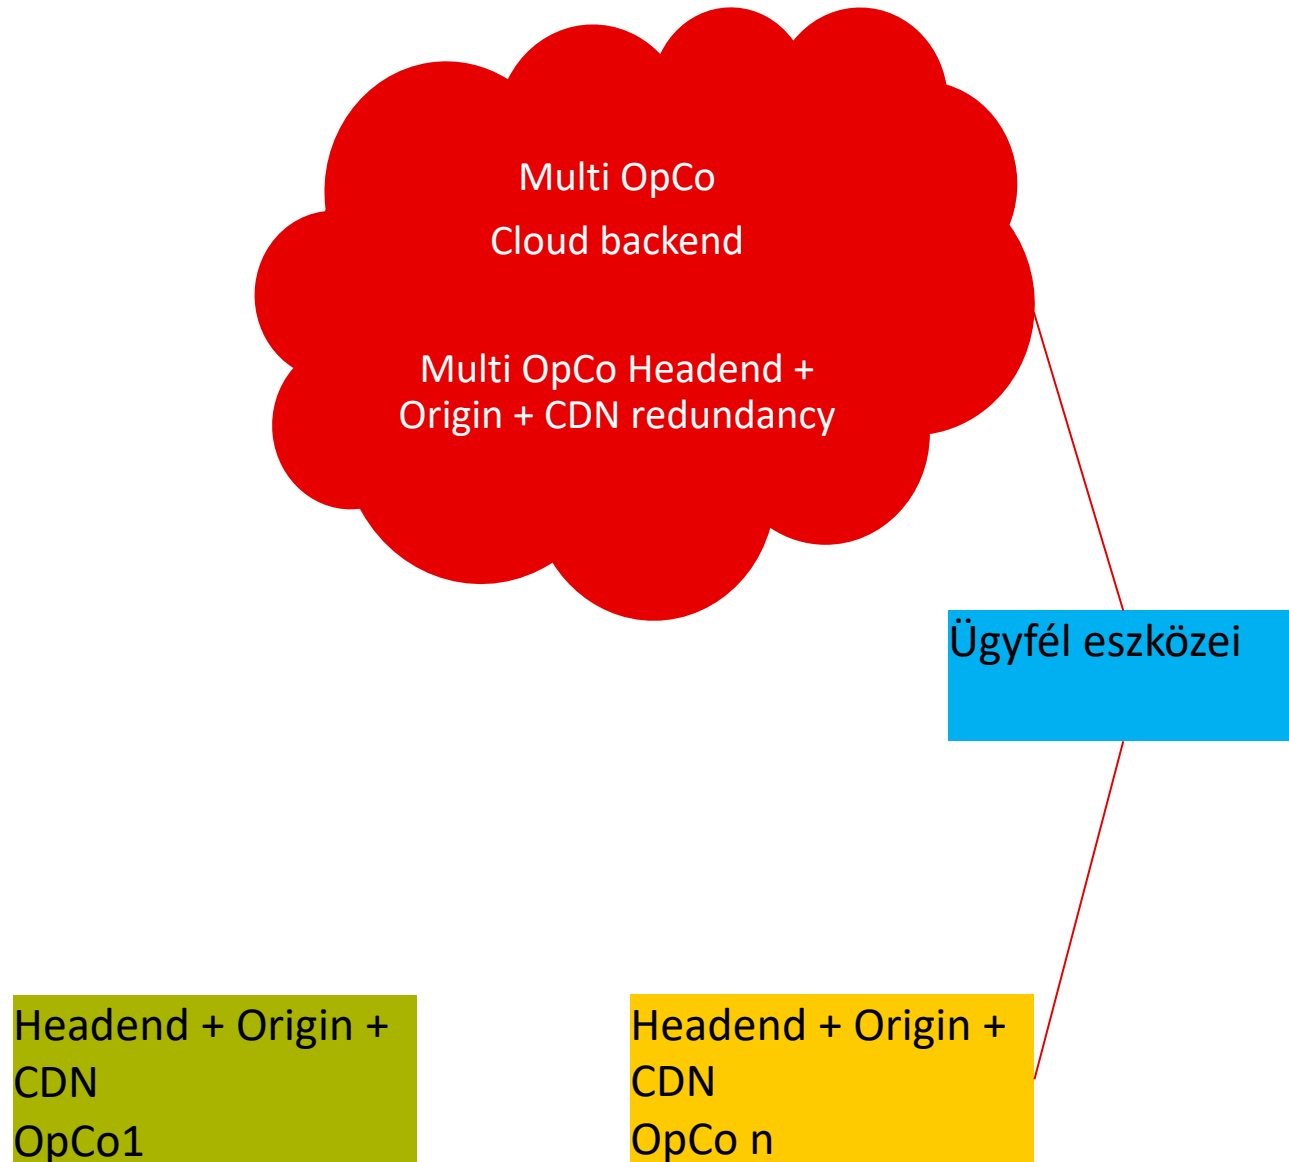 Multi OpCo
Cloud backend
Multi OpCo Headend +
Origin + CDN redundancy
Ügyfél eszközei
Headend + Origin +
CDN
OpCo1
Headend + Origin +
CDN
OpCo n